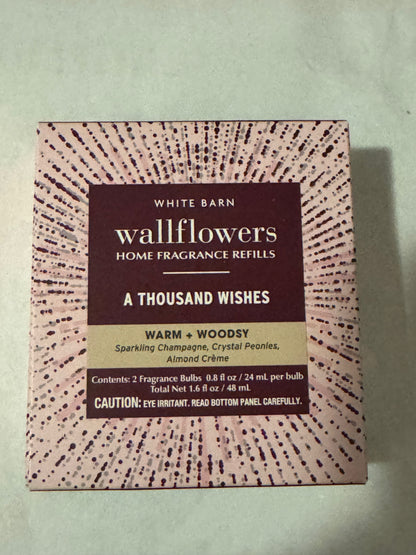 WHITE BARN
wallflowers
HOME FRAGRANCE REFILLS
A THOUSAND WISHES
WARM + WOODSY
Sparkling Champagne, Crystal Peonies,
Almond Crème
Contents: 2 Fragrance Bulbs 0.8 fl oz / 24 mL per bulb
Total Net 1.6 fl oz / 48 mL
CAUTION: EYE IRRITANT. READ BOTTOM PANEL CAREFULLY.